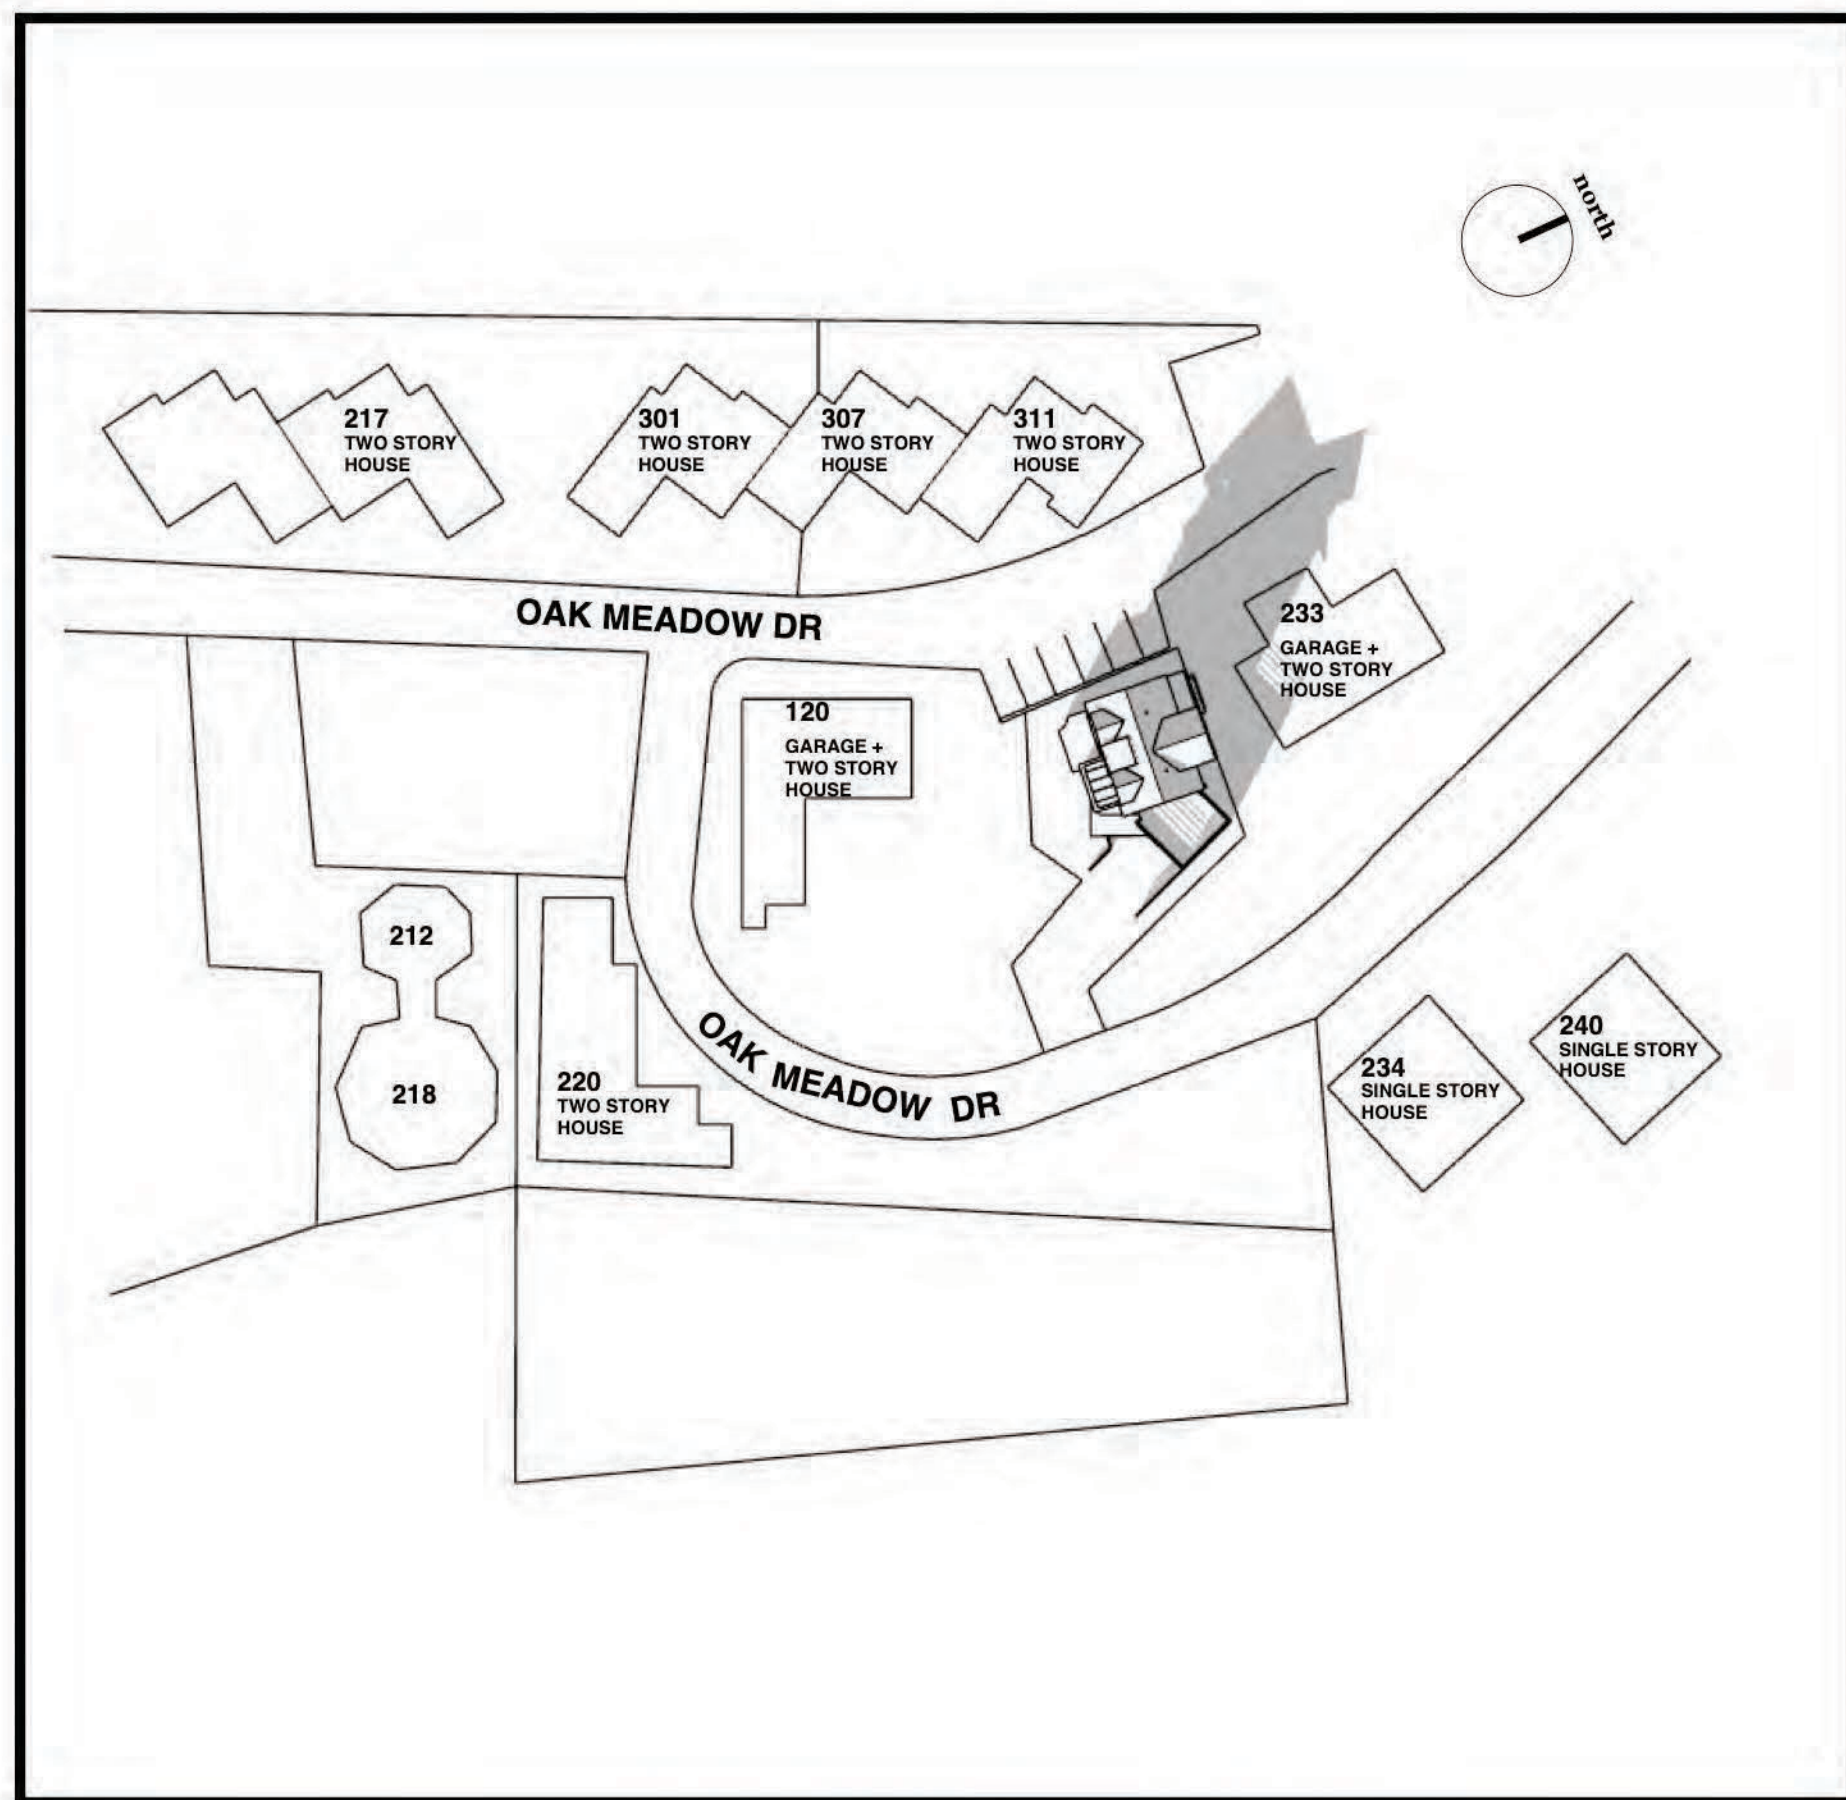 north
217
TWO STORY
HOUSE
301
TWO STORY
HOUSE
307
TWO STORY
HOUSE
311
TWO STORY
HOUSE
OAK MEADOW DR
233
GARAGE +
TWO STORY
HOUSE
120
GARAGE +
TWO STORY
HOUSE
212
218
220
TWO STORY
HOUSE
OAK MEADOW DR
234
SINGLE STORY
HOUSE
240
SINGLE STORY
HOUSE